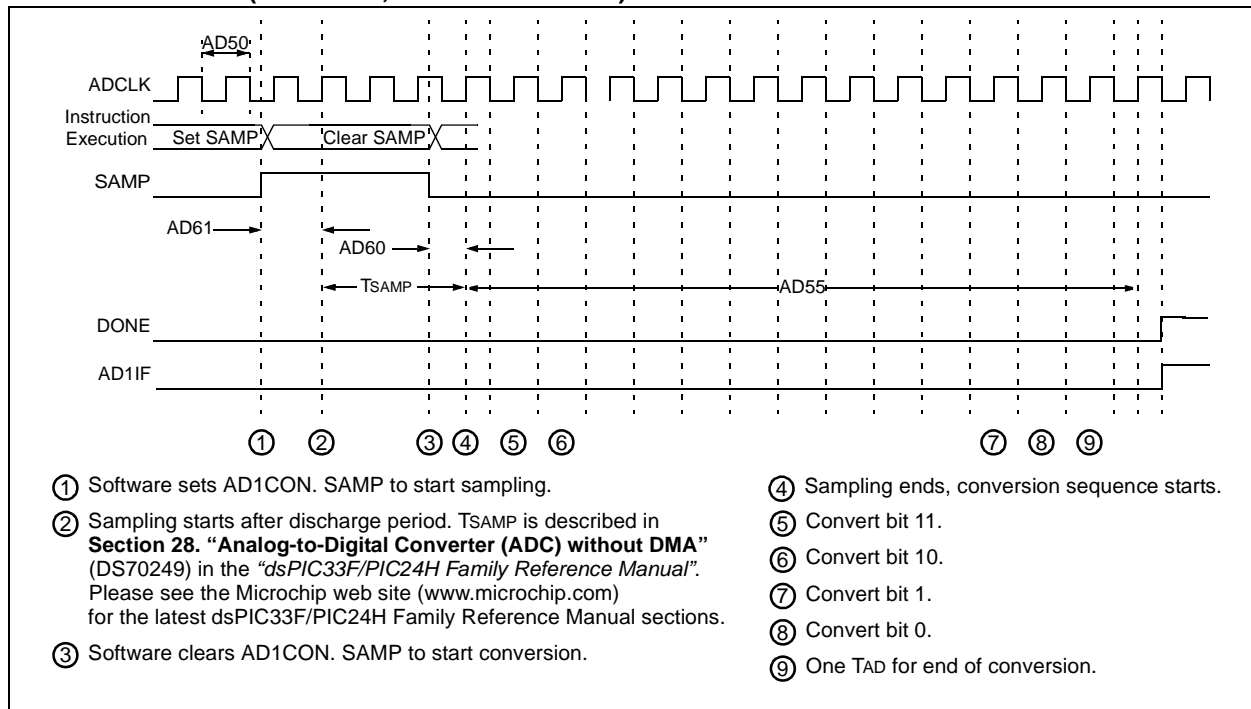 AD50
ADCLK
Instruction
Execution Set SAMP Clear SAMP
SAMP
AD61
AD60
TSAMP AD55
DONE
AD1IF
1 2 3 4 5 6 7 8 9
1 Software sets AD1CON. SAMP to start sampling.
2 Sampling starts after discharge period. TSAMP is described in
Section 28. “Analog-to-Digital Converter (ADC) without DMA”
(DS70249) in the “dsPIC33F/PIC24H Family Reference Manual”.
Please see the Microchip web site (www.microchip.com)
for the latest dsPIC33F/PIC24H Family Reference Manual sections.
3 Software clears AD1CON. SAMP to start conversion.
4 Sampling ends, conversion sequence starts.
5 Convert bit 11.
6 Convert bit 10.
7 Convert bit 1.
8 Convert bit 0.
9 One TAD for end of conversion.